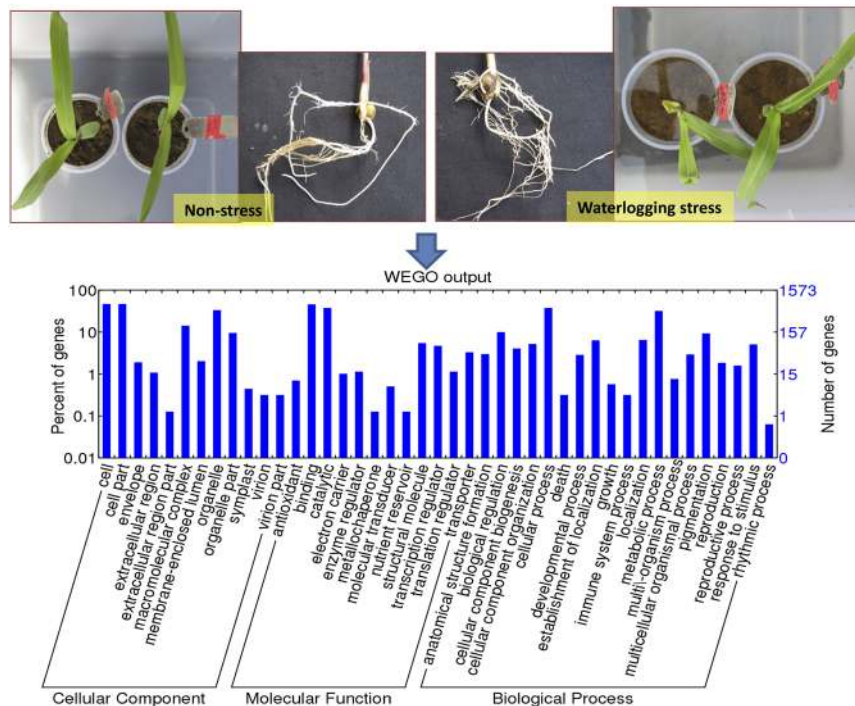 Non-stress
Waterlogging stress
WEGO output
Percent of genes
100
10
1
0.1
0.01
1573
157
15
1
0
Number of genes
cell
cell part
envelope
extracellular region
extracellular region part
macromolecular complex
membrane-enclosed lumen
organelle
organelle part
symplast
virion
virion part
antioxidant
binding
catalytic
electron carrier
enzyme regulator
metallochaperone
molecular transducer
nutrient reservoir
structural molecule
transcription regulator
translation regulator
transporter
anatomical structure formation
biological regulation
cellular component biogenesis
cellular component organization
cellular process
death
developmental process
establishment of localization
growth
immune system process
localization
metabolic process
multi\-organism process
multicellular organismal process
pigmentation
reproduction
reproductive process
response to stimulus
rhythmic process
Cellular Component
Molecular Function
Biological Process